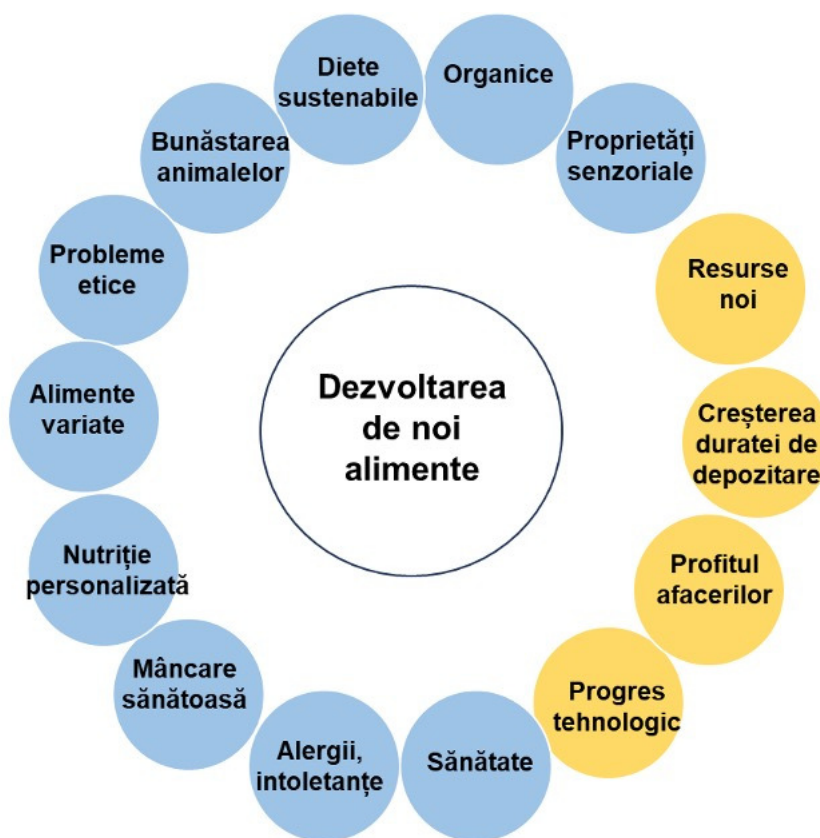 Diete
sustenabile
Organice
Proprietăți
senzoriale
Resurse
noi
Creșterea
duratei de
depozitare
Profitul
afacerilor
Progres
tehnologic
Sănătate
Alergii,
intoletanțe
Mâncare
sănătoasă
Nutriție
personalizată
Alimente
variate
Probleme
etice
Bunăstarea
animalelor
Dezvoltarea
de noi
alimente